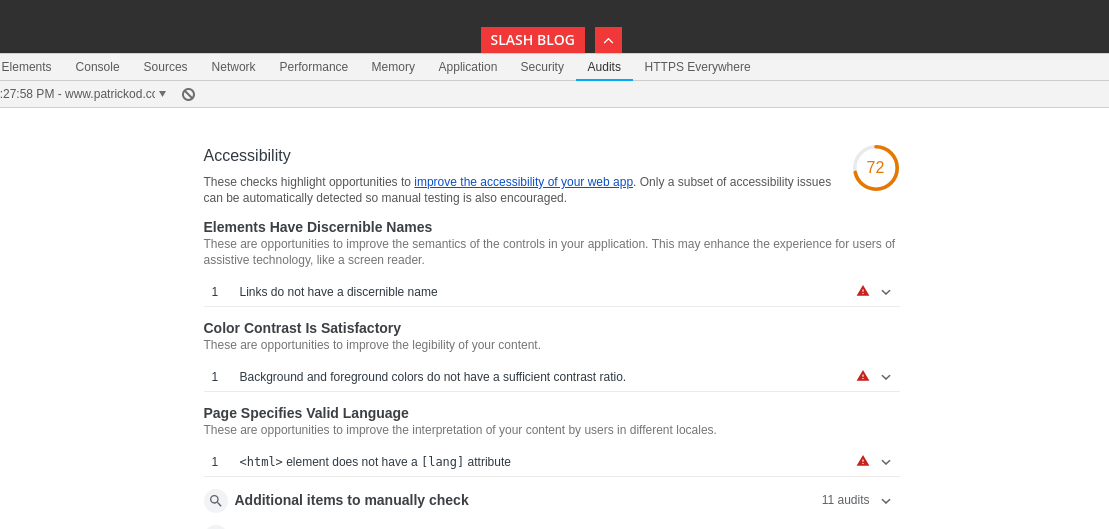 SLASH BLOG
Elements Console Sources Network Performance Memory Application Security Audits HTTPS Everywhere
:27:58 PM - www.patrickod.cc
Accessibility
72
These checks highlight opportunities to improve the accessibility of your web app. Only a subset of accessibility issues
can be automatically detected so manual testing is also encouraged.
Elements Have Discernible Names
These are opportunities to improve the semantics of the controls in your application. This may enhance the experience for users of
assistive technology, like a screen reader.
1 Links do not have a discernible name
Color Contrast Is Satisfactory
These are opportunities to improve the legibility of your content.
1 Background and foreground colors do not have a sufficient contrast ratio.
Page Specifies Valid Language
These are opportunities to improve the interpretation of your content by users in different locales.
1 <html> element does not have a [lang] attribute
Additional items to manually check 11 audits